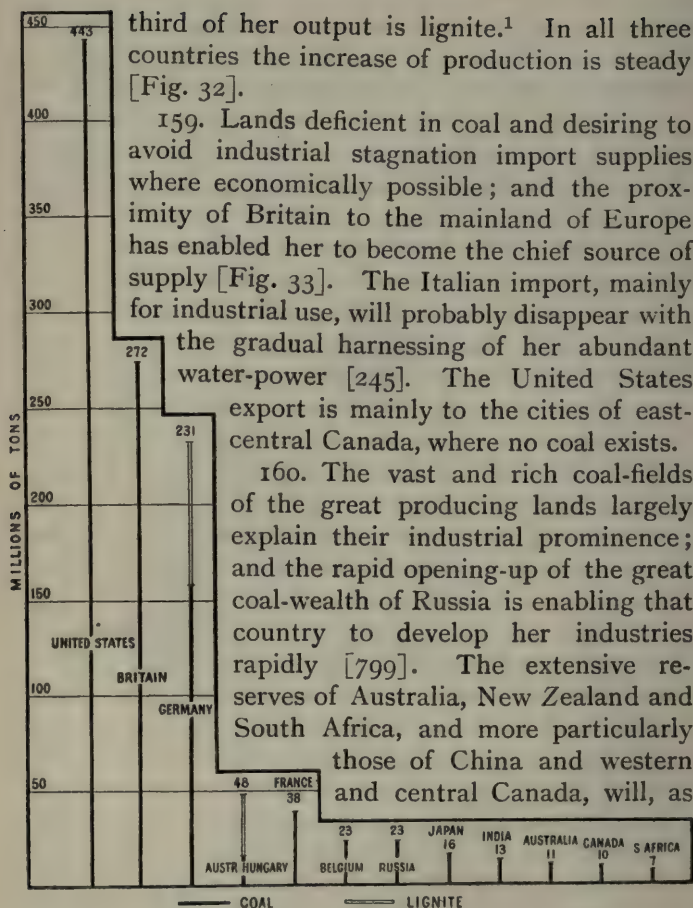 third of her output is lignite.¹ In all three
countries the increase of production is steady
[Fig. 32].
159. Lands deficient in coal and desiring to
avoid industrial stagnation import supplies
where economically possible; and the prox-
imity of Britain to the mainland of Europe
has enabled her to become the chief source of
supply [Fig. 33]. The Italian import, mainly
for industrial use, will probably disappear with
the gradual harnessing of her abundant
water-power [245]. The United States
export is mainly to the cities of east-
central Canada, where no coal exists.
160. The vast and rich coal-fields
of the great producing lands largely
explain their industrial prominence;
and the rapid opening-up of the great
coal-wealth of Russia is enabling that
country to develop her industries
rapidly [799]. The extensive re-
serves of Australia, New Zealand and
South Africa, and more particularly
those of China and western
and central Canada, will, as
MILLIONS OF TONS
450
400
350
300
250
200
150
100
50
443
UNITED STATES
272
BRITAIN
231
GERMANY
48
AUSTR HUNGARY
FRANCE
38
23
BELGIUM
23
RUSSIA
JAPAN
16
INDIA
13
AUSTRALIA
11
CANADA
10
S AFRICA
7
COAL
LIGNITE